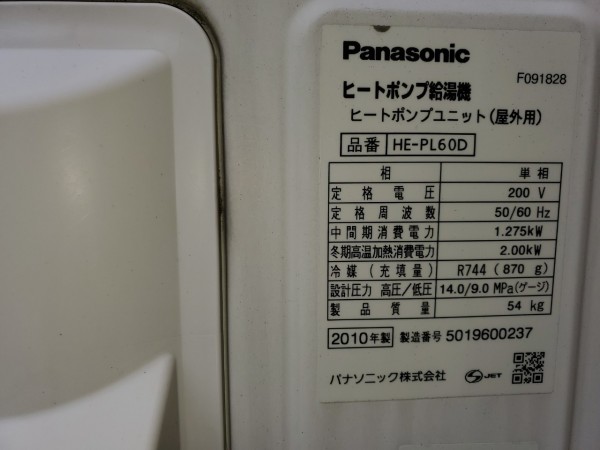 Panasonic
F091828
ヒートポンプ給湯機
ヒートポンプユニット(屋外用)
品番 HE-PL60D
相 単相
定格電圧 200 V
定格周波数 50/60 Hz
中間期消費電力 1.275kW
冬期高温加熱消費電力 2.00kW
冷媒(充填量) R744 (870 g)
設計圧力 高圧/低圧 14.0/9.0 MPa(ゲージ)
製品質量 54 kg
2010年製 製造番号 5019600237
パナソニック株式会社 JET